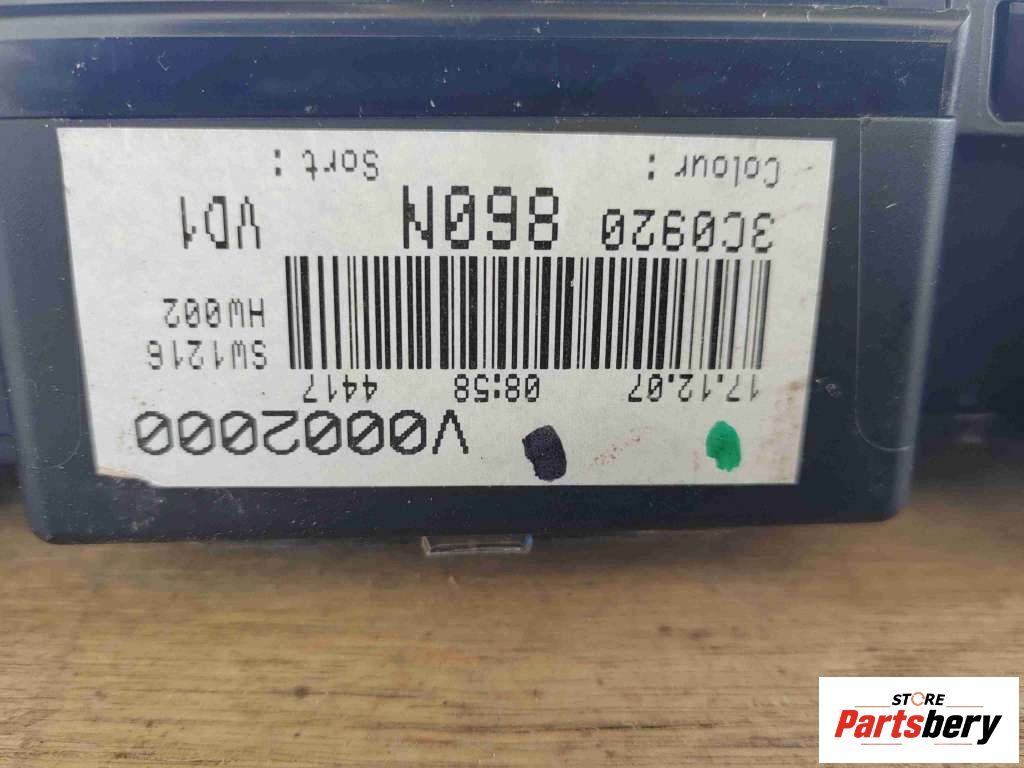 V0002000
17.12.07 08:58 4417
SW1216
HW002
3C0920 860N VD1
Colour : Sort :
STORE
Partsbery